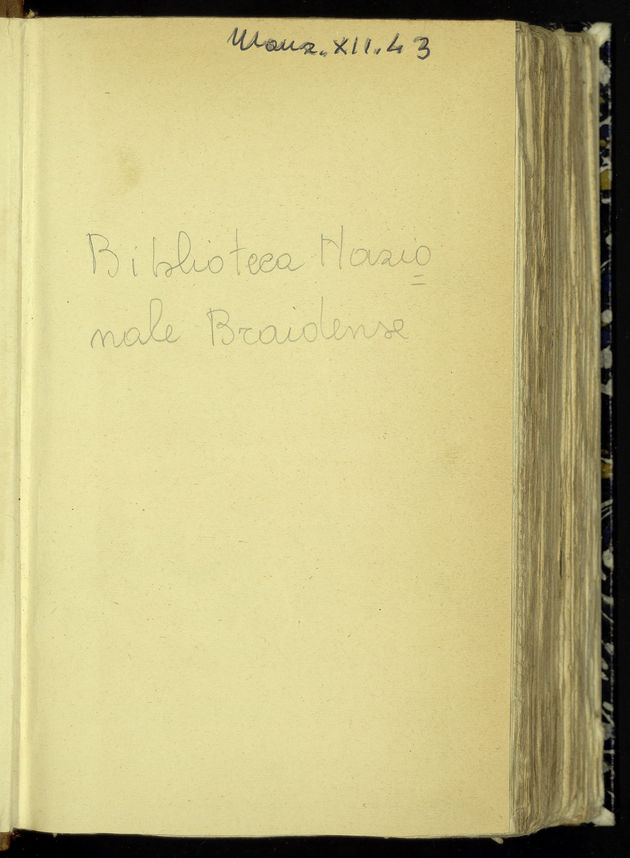 Manz. XII. 43
Biblioteca Nazio=
nale Braidense